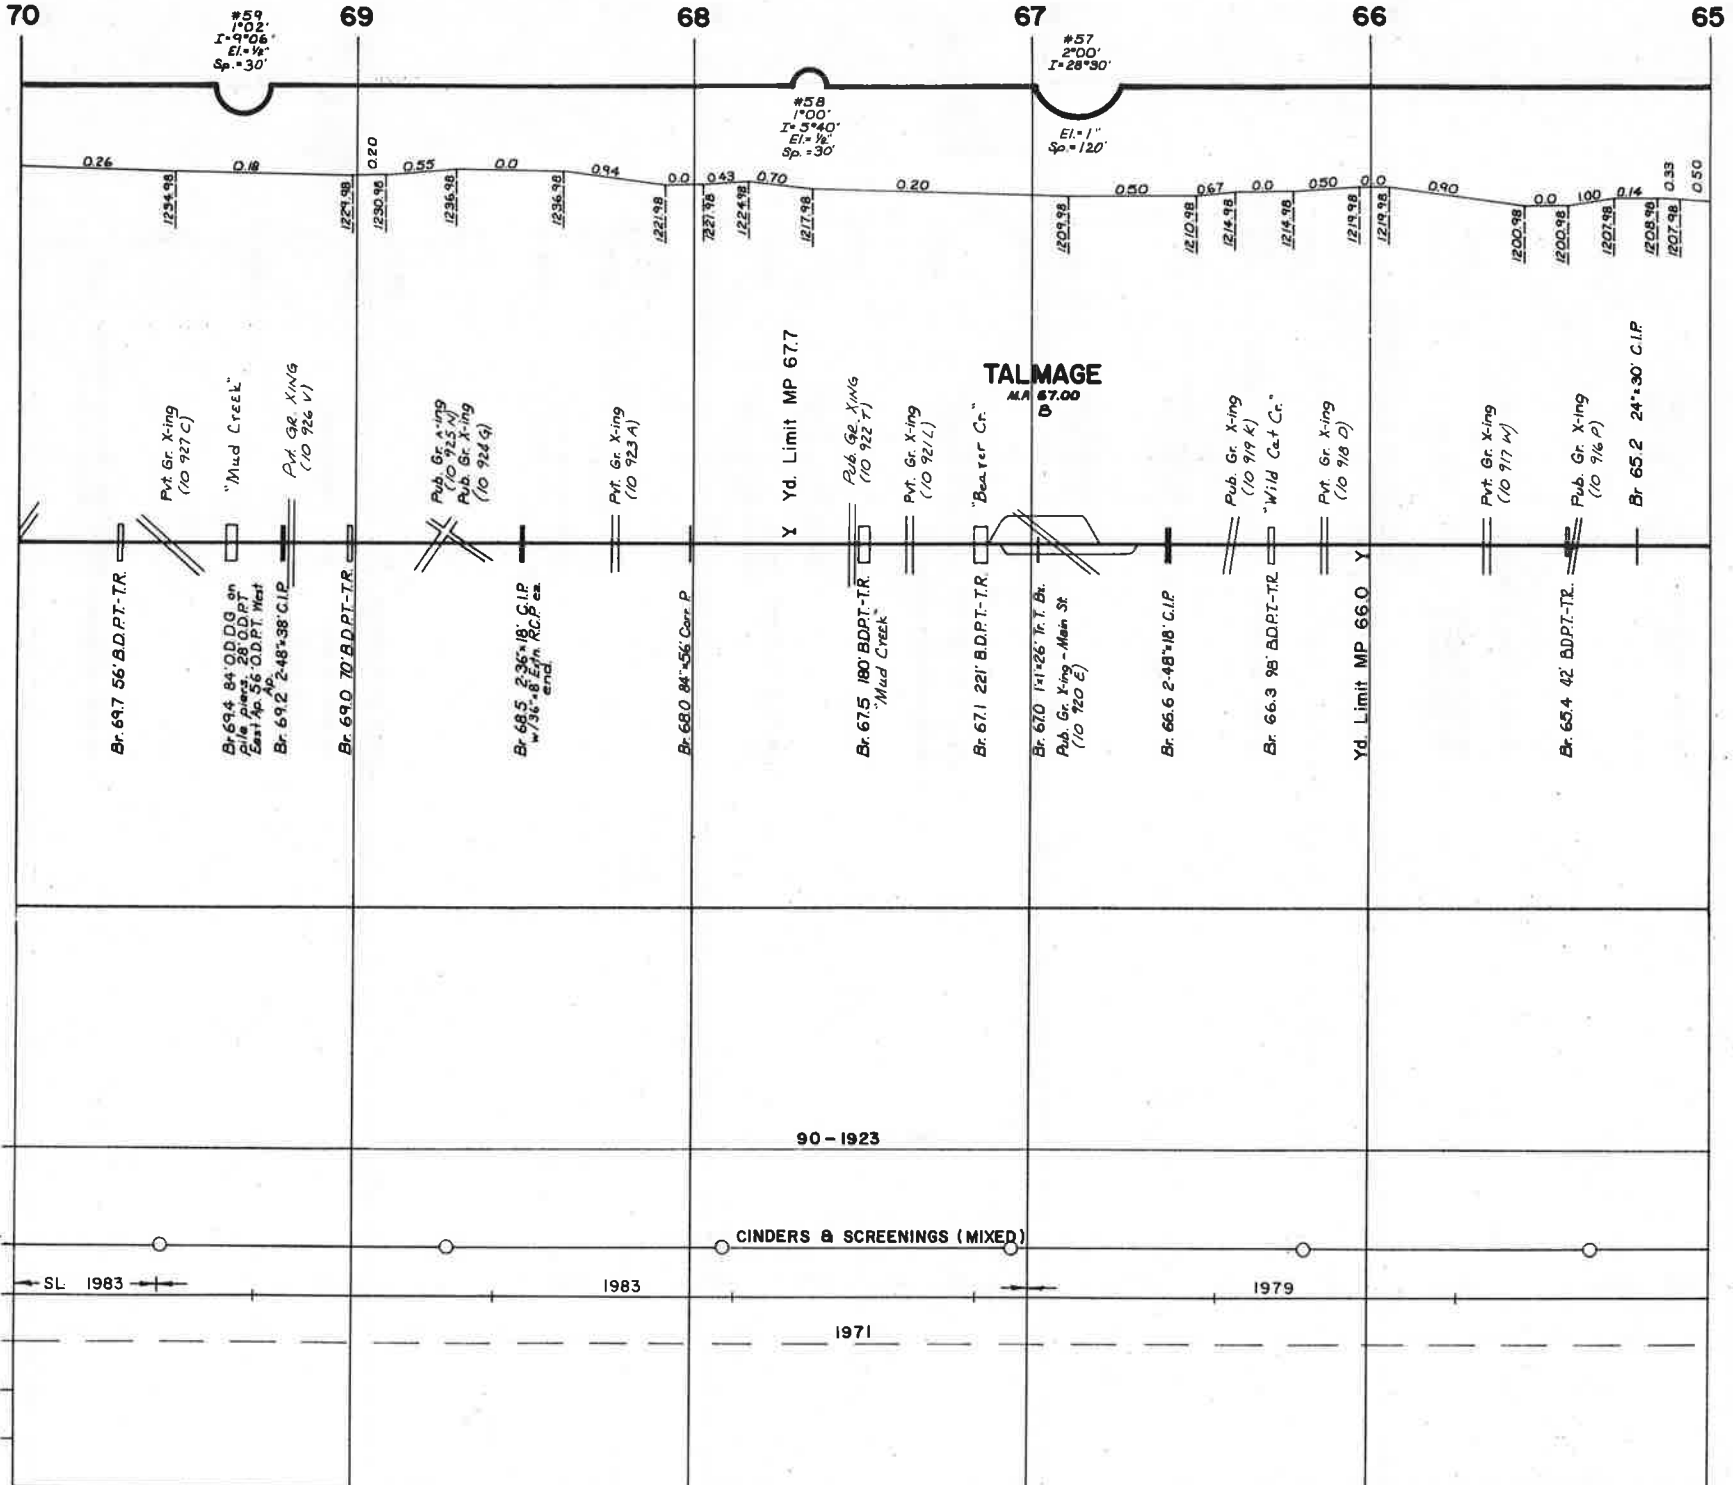 70
69
68
67
66
65
#59
1°02'
I=9°06'
El.=½"
Sp.=30'
#58
1°00'
I=5°40'
El.=½"
Sp.=30'
#57
2°00'
I=28°30'
El.=1"
Sp.=120'
0.26
0.18
0.20
0.55
0.0
0.94
0.0
0.43
0.70
0.20
0.50
0.67
0.0
0.50
0.0
0.90
0.0
1.00
0.14
0.33
0.50
1234.98
1229.98
1230.98
1236.98
1236.98
1221.98
1227.98
1224.98
1217.98
1209.98
1210.98
1214.98
1214.98
1219.98
1219.98
1200.98
1200.98
1207.98
1208.98
1207.98
Pvt. Gr. X-ing
(10 927 C)
"Mud Creek"
Pvt. GR. XING
(10 926 V)
Pub. Gr. X-ing
(10 925 N)
Pub. Gr. X-ing
(10 924 G)
Pvt. Gr. X-ing
(10 923 A)
Y Yd. Limit MP 67.7
Pub. GR. XING
(10 922 T)
Pvt. Gr. X-ing
(10 921 L)
"Beaver Cr."
TALMAGE
M.P. 67.00
B
Pub. Gr. X-ing
(10 919 K)
"Wild Cat Cr."
Pvt. Gr. X-ing
(10 918 D)
Pvt. Gr. X-ing
(10 917 W)
Pub. Gr. X-ing
(10 916 P)
Br 65.2 24"x30' C.I.P.
Br. 69.7 56' B.D.P.T.-T.R.
Br. 69.4 84' O.D.D.G. on
pile piers, 28' O.D.P.T
East Ap. 56' O.D.P.T. West
Ap.
Br. 69.2 2-48"x38' C.I.P.
Br. 69.0 70' B.D.P.T.-T.R.
Br. 68.5 2-36"x18' C.I.P.
w/36"x8' Extn. R.C.P. ea
end.
Br. 68.0 84"x56' Corr. P.
Br. 67.5 180' B.D.P.T.-T.R.
"Mud Creek"
Br. 67.1 221' B.D.P.T.-T.R.
Br. 67.0 1'x1'x26' Tr. T. Bx.
Pub. Gr. X-ing - Main St.
(10 920 E)
Br. 66.6 2-48"x18' C.I.P.
Br. 66.3 98' B.D.P.T.-T.R.
Yd. Limit MP 66.0 Y
Br. 65.4 42' B.D.P.T.-T.R.
90-1923
CINDERS & SCREENINGS (MIXED)
SL 1983
1983
1979
1971